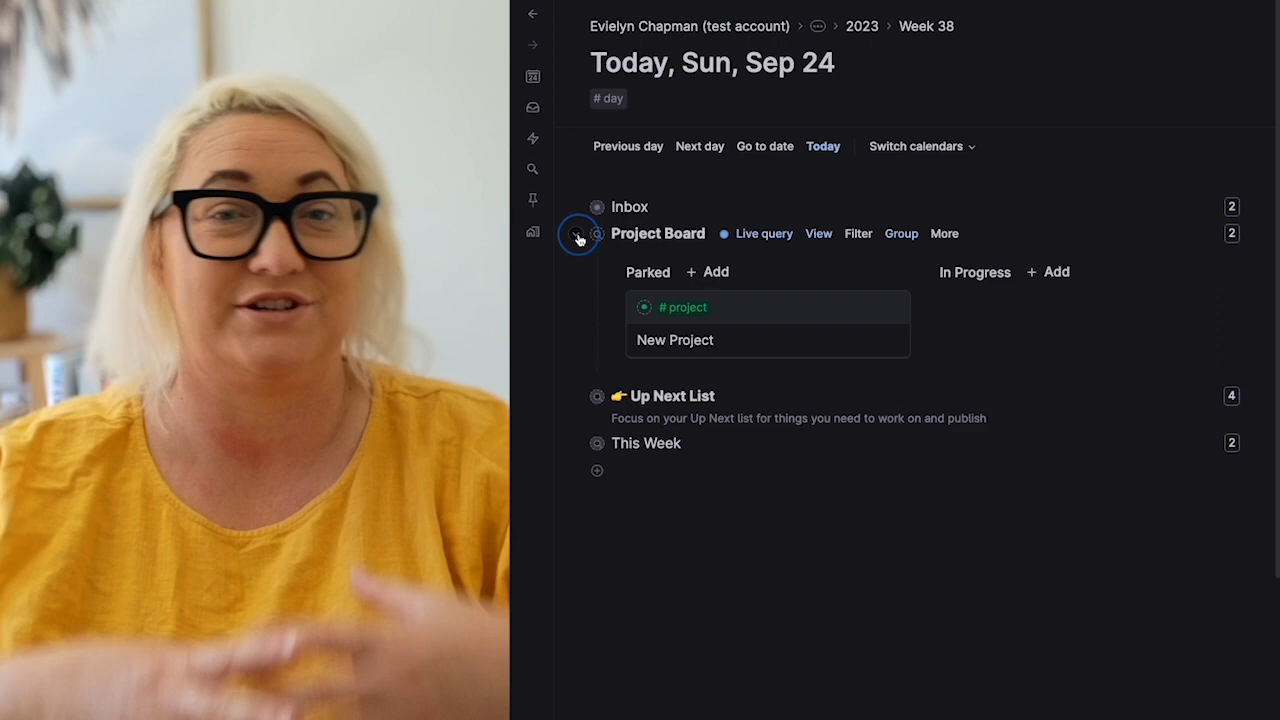 Evielyn Chapman (test account) > ··· > 2023 > Week 38
Today, Sun, Sep 24
# day
Previous day Next day Go to date Today Switch calendars
24
Inbox 2
Project Board Live query View Filter Group More 2
Parked + Add In Progress + Add
# project
New Project
👉 Up Next List 4
Focus on your Up Next list for things you need to work on and publish
This Week 2